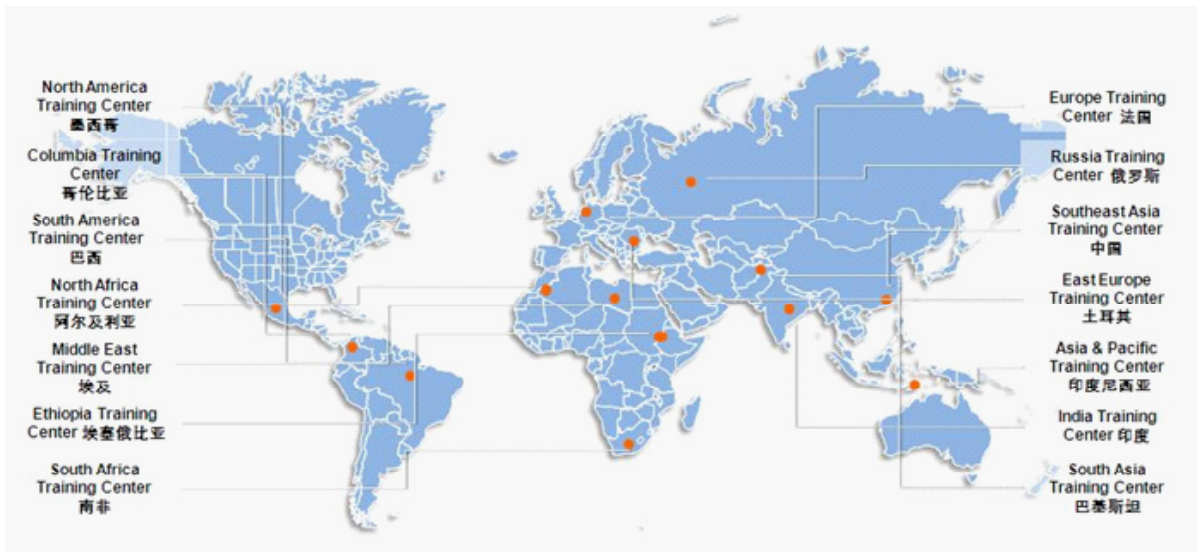 North America
Training Center
墨西哥
Columbia Training
Center
哥伦比亚
South America
Training Center
巴西
North Africa
Training Center
阿尔及利亚
Middle East
Training Center
埃及
Ethiopia Training
Center 埃塞俄比亚
South Africa
Training Center
南非
Europe Training
Center 法国
Russia Training
Center 俄罗斯
Southeast Asia
Training Center
中国
East Europe
Training Center
土耳其
Asia & Pacific
Training Center
印度尼西亚
India Training
Center 印度
South Asia
Training Center
巴基斯坦